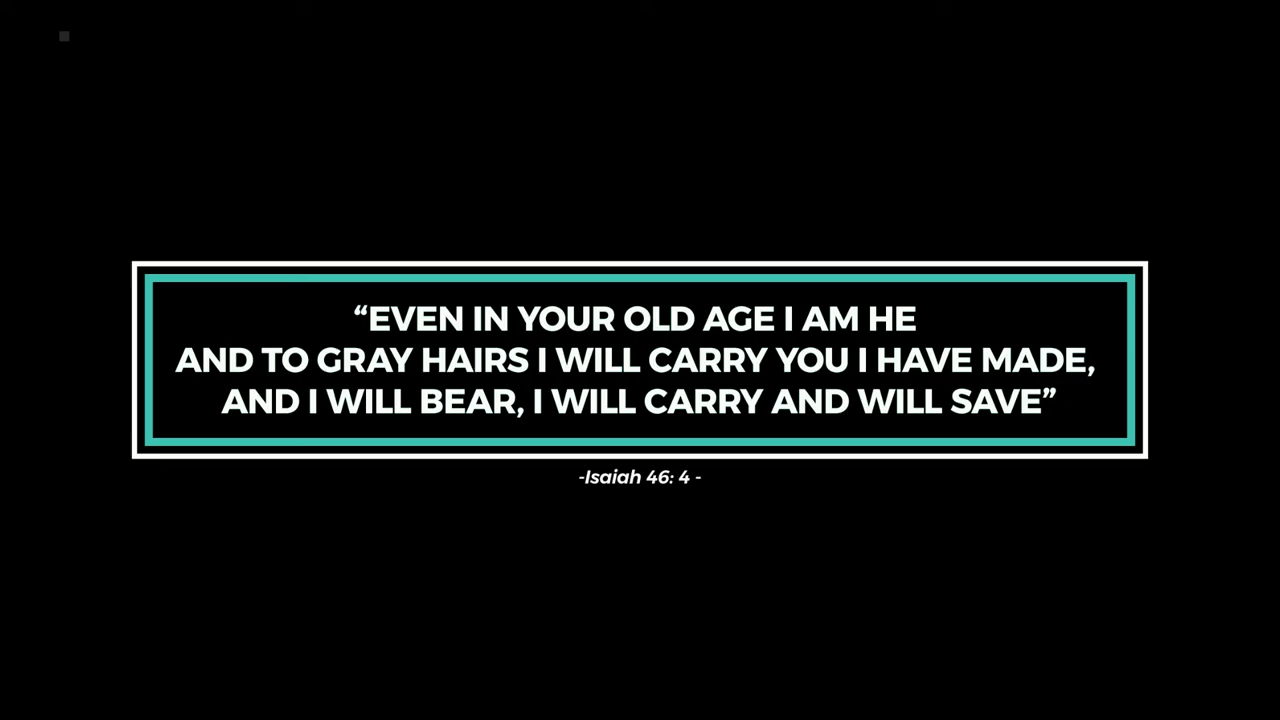 “EVEN IN YOUR OLD AGE I AM HE
AND TO GRAY HAIRS I WILL CARRY YOU I HAVE MADE,
AND I WILL BEAR, I WILL CARRY AND WILL SAVE”
-Isaiah 46: 4 -